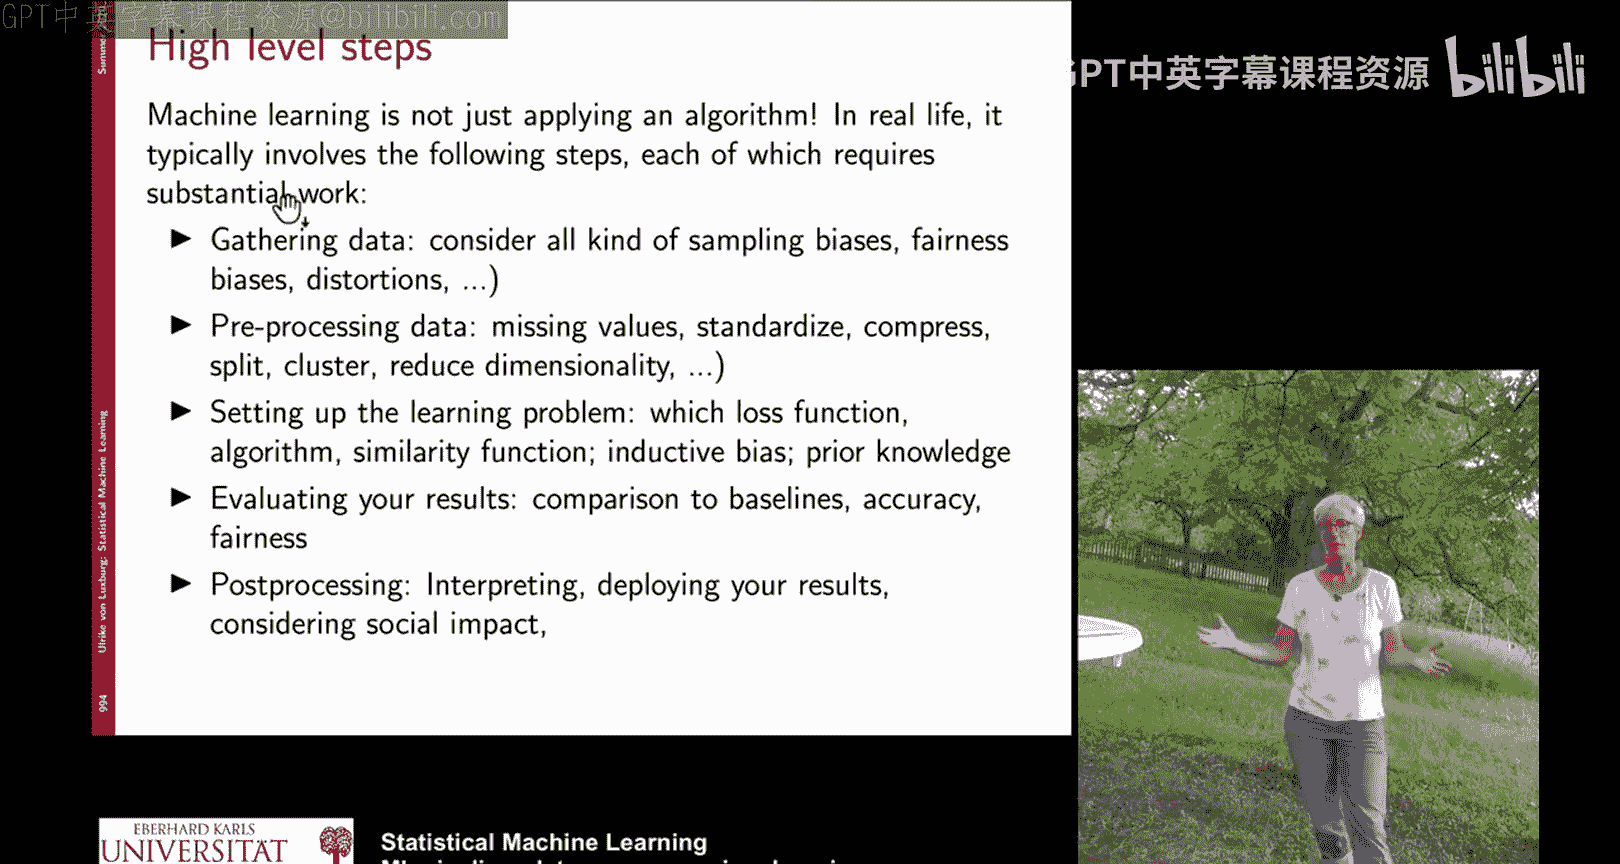 GPT中英字幕课程资源@bilibili.com
High level steps
GPT中英字幕课程资源 bilibili
Machine learning is not just applying an algorithm! In real life, it
typically involves the following steps, each of which requires
substantial work:
▶ Gathering data: consider all kind of sampling biases, fairness
biases, distortions, ...)
▶ Pre-processing data: missing values, standardize, compress,
split, cluster, reduce dimensionality, ...)
▶ Setting up the learning problem: which loss function,
algorithm, similarity function; inductive bias; prior knowledge
▶ Evaluating your results: comparison to baselines, accuracy,
fairness
▶ Postprocessing: Interpreting, deploying your results,
considering social impact,
Summer
Ulrike von Luxburg: Statistical Machine Learning
994
EBERHARD KARLS
UNIVERSITÄT
Statistical Machine Learning